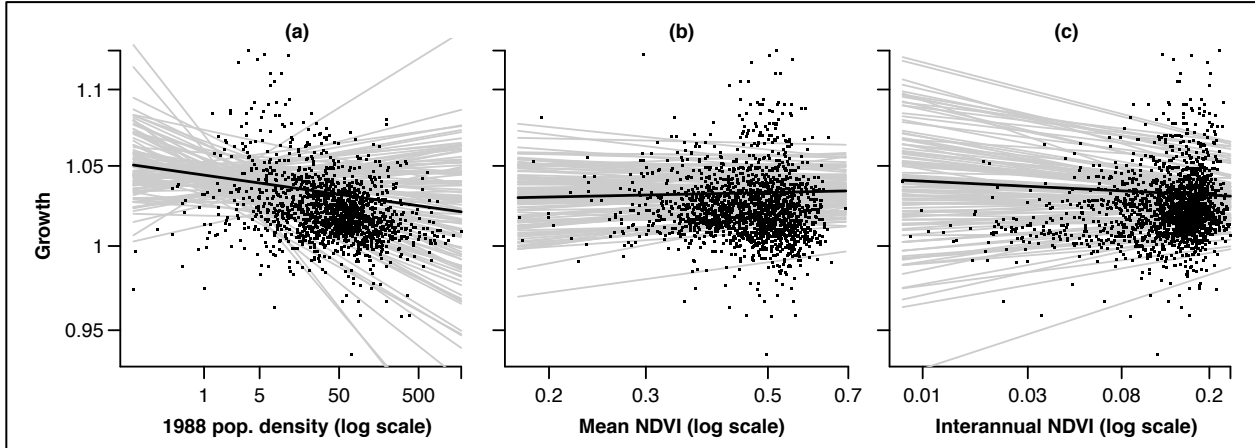 (a) (b) (c)
1.1
1.05
1
0.95
Growth
1 5 50 500
1988 pop. density (log scale)
0.2 0.3 0.5 0.7
Mean NDVI (log scale)
0.01 0.03 0.08 0.2
Interannual NDVI (log scale)